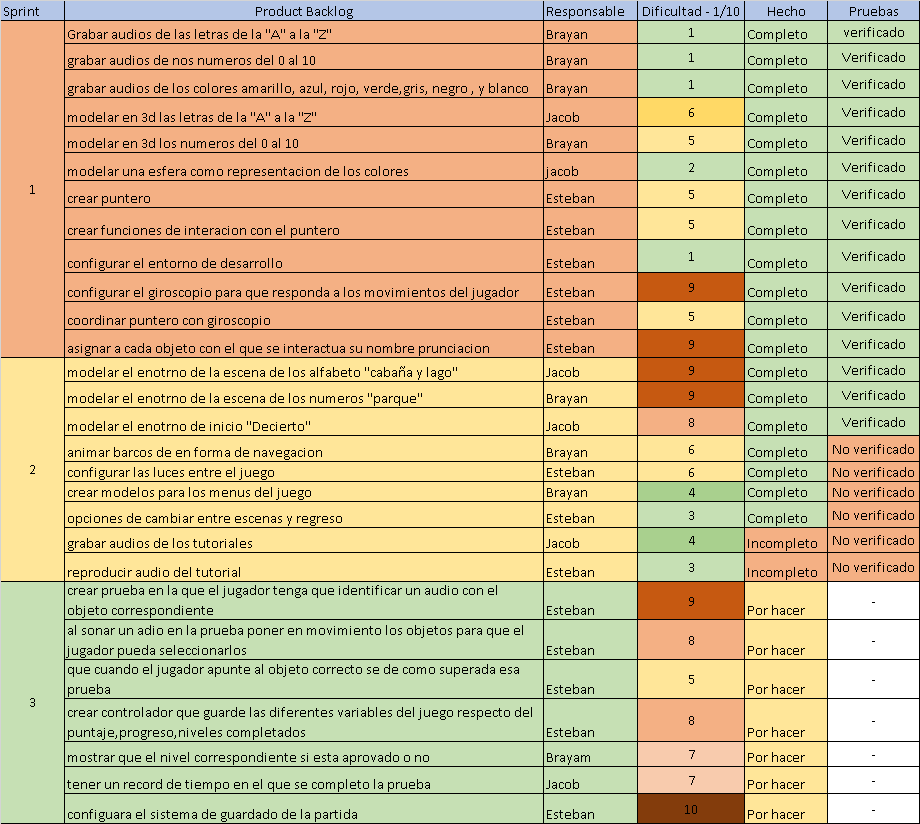 Sprint Product Backlog Responsable Dificultad - 1/10 Hecho Pruebas
1
Grabar audios de las letras de la "A" a la "Z" Brayan 1 Completo verificado
grabar audios de nos numeros del 0 al 10 Brayan 1 Completo Verificado
grabar audios de los colores amarillo, azul, rojo, verde,gris, negro , y blanco Brayan 1 Completo Verificado
modelar en 3d las letras de la "A" a la "Z" Jacob 6 Completo Verificado
modelar en 3d los numeros del 0 al 10 Brayan 5 Completo Verificado
modelar una esfera como representacion de los colores jacob 2 Completo Verificado
crear puntero Esteban 5 Completo Verificado
crear funciones de interacion con el puntero Esteban 5 Completo Verificado
configurar el entorno de desarrollo Esteban 1 Completo Verificado
configurar el giroscopio para que responda a los movimientos del jugador Esteban 9 Completo Verificado
coordinar puntero con giroscopio Esteban 5 Completo Verificado
asignar a cada objeto con el que se interactua su nombre prunciacion Esteban 9 Completo Verificado
2
modelar el enotrno de la escena de los alfabeto "cabaña y lago" Jacob 9 Completo Verificado
modelar el enotrno de la escena de los numeros "parque" Brayan 9 Completo Verificado
modelar el enotrno de inicio "Decierto" Jacob 8 Completo Verificado
animar barcos de en forma de navegacion Brayan 6 Completo No verificado
configurar las luces entre el juego Esteban 6 Completo No verificado
crear modelos para los menus del juego Brayan 4 Completo No verificado
opciones de cambiar entre escenas y regreso Esteban 3 Completo No verificado
grabar audios de los tutoriales Jacob 4 Incompleto No verificado
reproducir audio del tutorial Esteban 3 Incompleto No verificado
3
crear prueba en la que el jugador tenga que identificar un audio con el
objeto correspondiente Esteban 9 Por hacer -
al sonar un adio en la prueba poner en movimiento los objetos para que el
jugador pueda seleccionarlos Esteban 8 Por hacer -
que cuando el jugador apunte al objeto correcto se de como superada esa
prueba Esteban 5 Por hacer -
crear controlador que guarde las diferentes variables del juego respecto del
puntaje,progreso,niveles completados Esteban 8 Por hacer -
mostrar que el nivel correspondiente si esta aprovado o no Brayam 7 Por hacer -
tener un record de tiempo en el que se completo la prueba Jacob 7 Por hacer -
configuara el sistema de guardado de la partida Esteban 10 Por hacer -